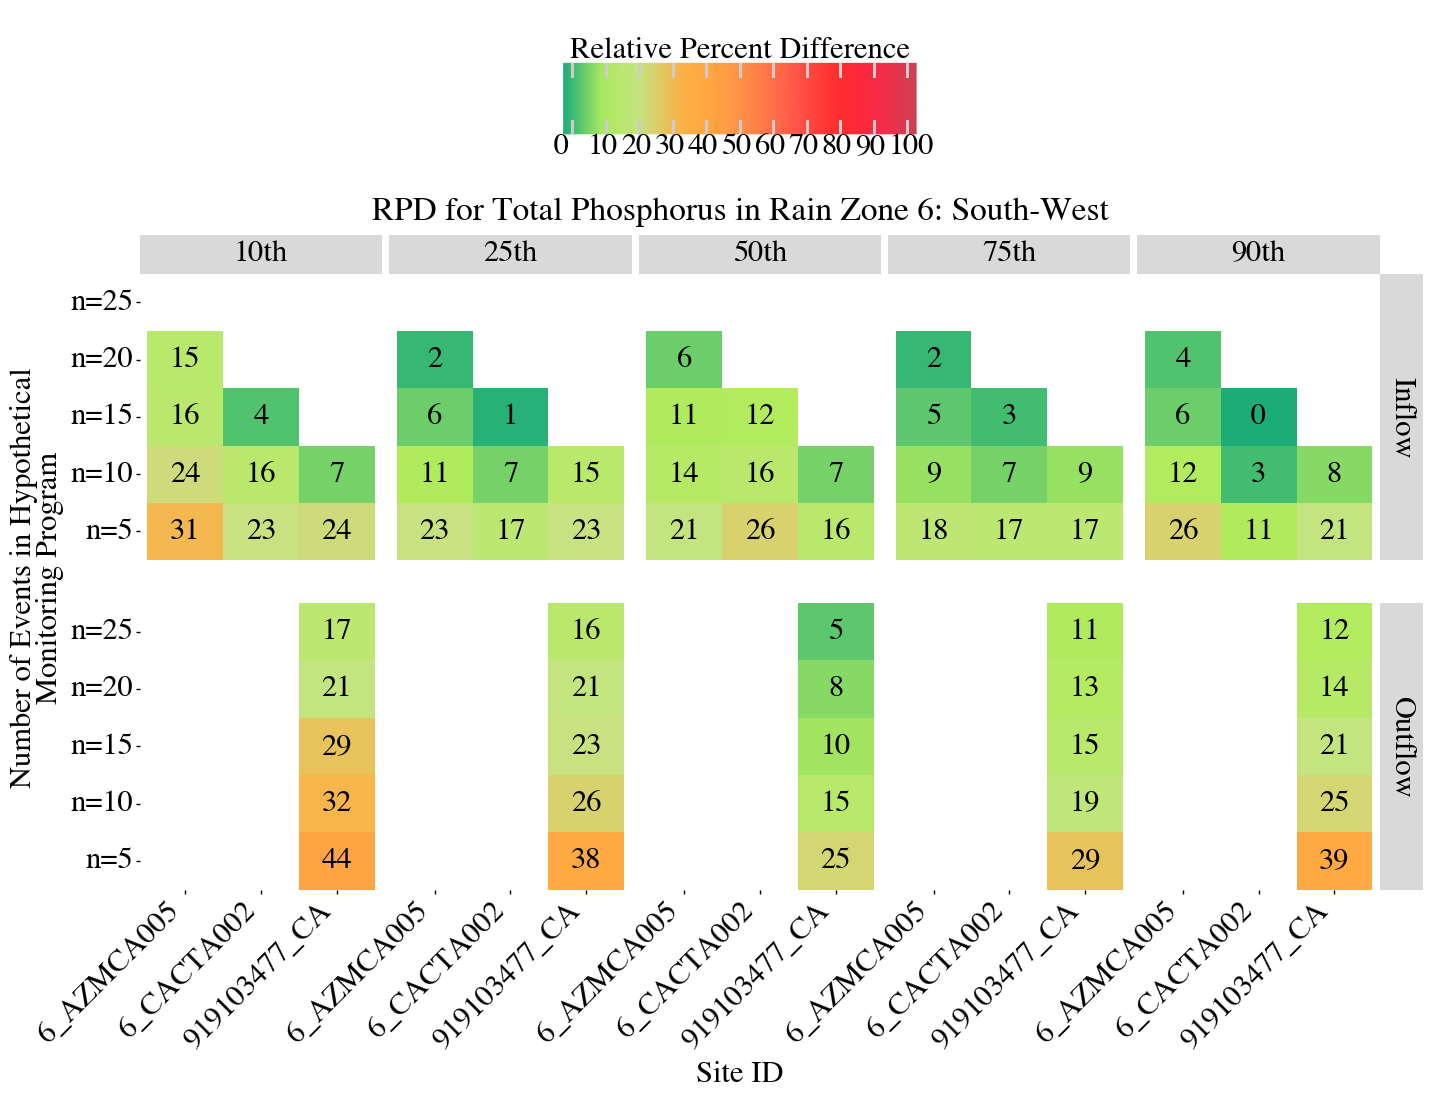 Relative Percent Difference
0 10 20 30 40 50 60 70 80 90 100
RPD for Total Phosphorus in Rain Zone 6: South-West
10th 25th 50th 75th 90th
Number of Events in Hypothetical
Monitoring Program
Inflow
n=25
n=20 15 2 6 2 4
n=15 16 4 6 1 11 12 5 3 6 0
n=10 24 16 7 11 7 15 14 16 7 9 7 9 12 3 8
n=5 31 23 24 23 17 23 21 26 16 18 17 17 26 11 21
Outflow
n=25 17 16 5 11 12
n=20 21 21 8 13 14
n=15 29 23 10 15 21
n=10 32 26 15 19 25
n=5 44 38 25 29 39
6_AZMCA005 6_CACTA002 919103477_CA 6_AZMCA005 6_CACTA002 919103477_CA 6_AZMCA005 6_CACTA002 919103477_CA 6_AZMCA005 6_CACTA002 919103477_CA 6_AZMCA005 6_CACTA002 919103477_CA
Site ID